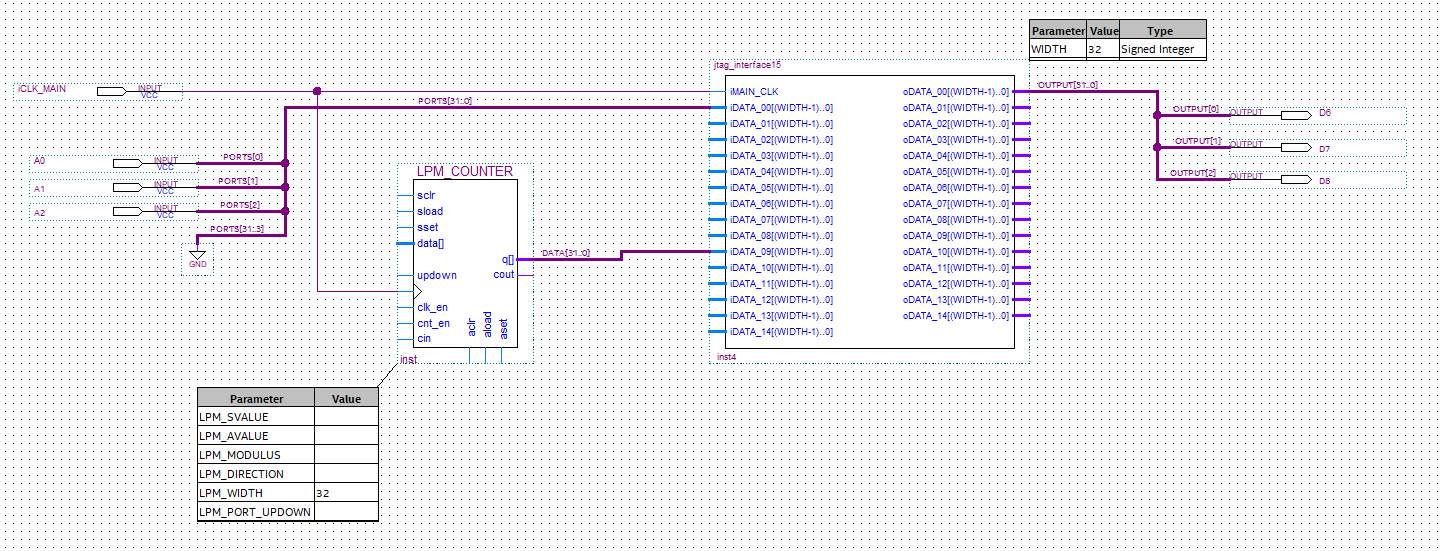 Parameter Value Type
WIDTH 32 Signed Integer
jtag_interface15
iCLK_MAIN INPUT VCC
iMAIN_CLK oDATA_00[(WIDTH-1)..0] OUTPUT[31..0]
PORTS[31..0] iDATA_00[(WIDTH-1)..0] oDATA_01[(WIDTH-1)..0]
OUTPUT[0] OUTPUT D6
iDATA_01[(WIDTH-1)..0] oDATA_02[(WIDTH-1)..0]
iDATA_02[(WIDTH-1)..0] oDATA_03[(WIDTH-1)..0]
OUTPUT[1] OUTPUT D7
A0 INPUT VCC PORTS[0] iDATA_03[(WIDTH-1)..0] oDATA_04[(WIDTH-1)..0]
LPM_COUNTER iDATA_04[(WIDTH-1)..0] oDATA_05[(WIDTH-1)..0]
OUTPUT[2] OUTPUT D8
A1 INPUT VCC PORTS[1] iDATA_05[(WIDTH-1)..0] oDATA_06[(WIDTH-1)..0]
sclr
iDATA_06[(WIDTH-1)..0] oDATA_07[(WIDTH-1)..0]
A2 INPUT VCC PORTS[2] sload
iDATA_07[(WIDTH-1)..0] oDATA_08[(WIDTH-1)..0]
PORTS[31..3] sset
iDATA_08[(WIDTH-1)..0] oDATA_09[(WIDTH-1)..0]
data[]
GND q[] DATA[31..0] iDATA_09[(WIDTH-1)..0] oDATA_10[(WIDTH-1)..0]
updown cout iDATA_10[(WIDTH-1)..0] oDATA_11[(WIDTH-1)..0]
iDATA_11[(WIDTH-1)..0] oDATA_12[(WIDTH-1)..0]
clk_en iDATA_12[(WIDTH-1)..0] oDATA_13[(WIDTH-1)..0]
cnt_en aclr aload aset iDATA_13[(WIDTH-1)..0] oDATA_14[(WIDTH-1)..0]
cin iDATA_14[(WIDTH-1)..0]
inst inst4
Parameter Value
LPM_SVALUE
LPM_AVALUE
LPM_MODULUS
LPM_DIRECTION
LPM_WIDTH 32
LPM_PORT_UPDOWN